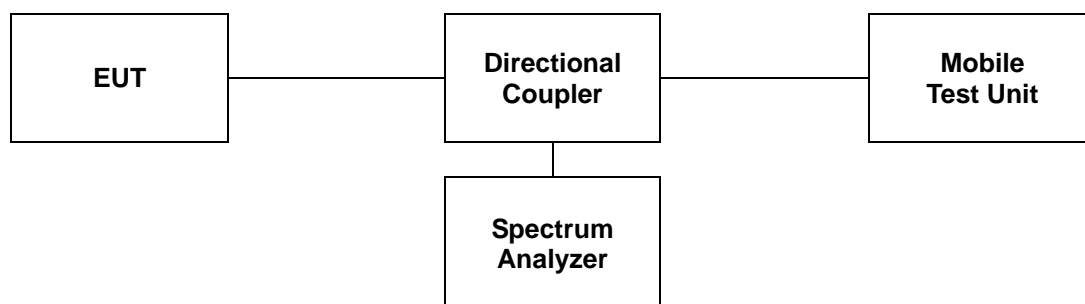 EUT
Directional
Coupler
Mobile
Test Unit
Spectrum
Analyzer